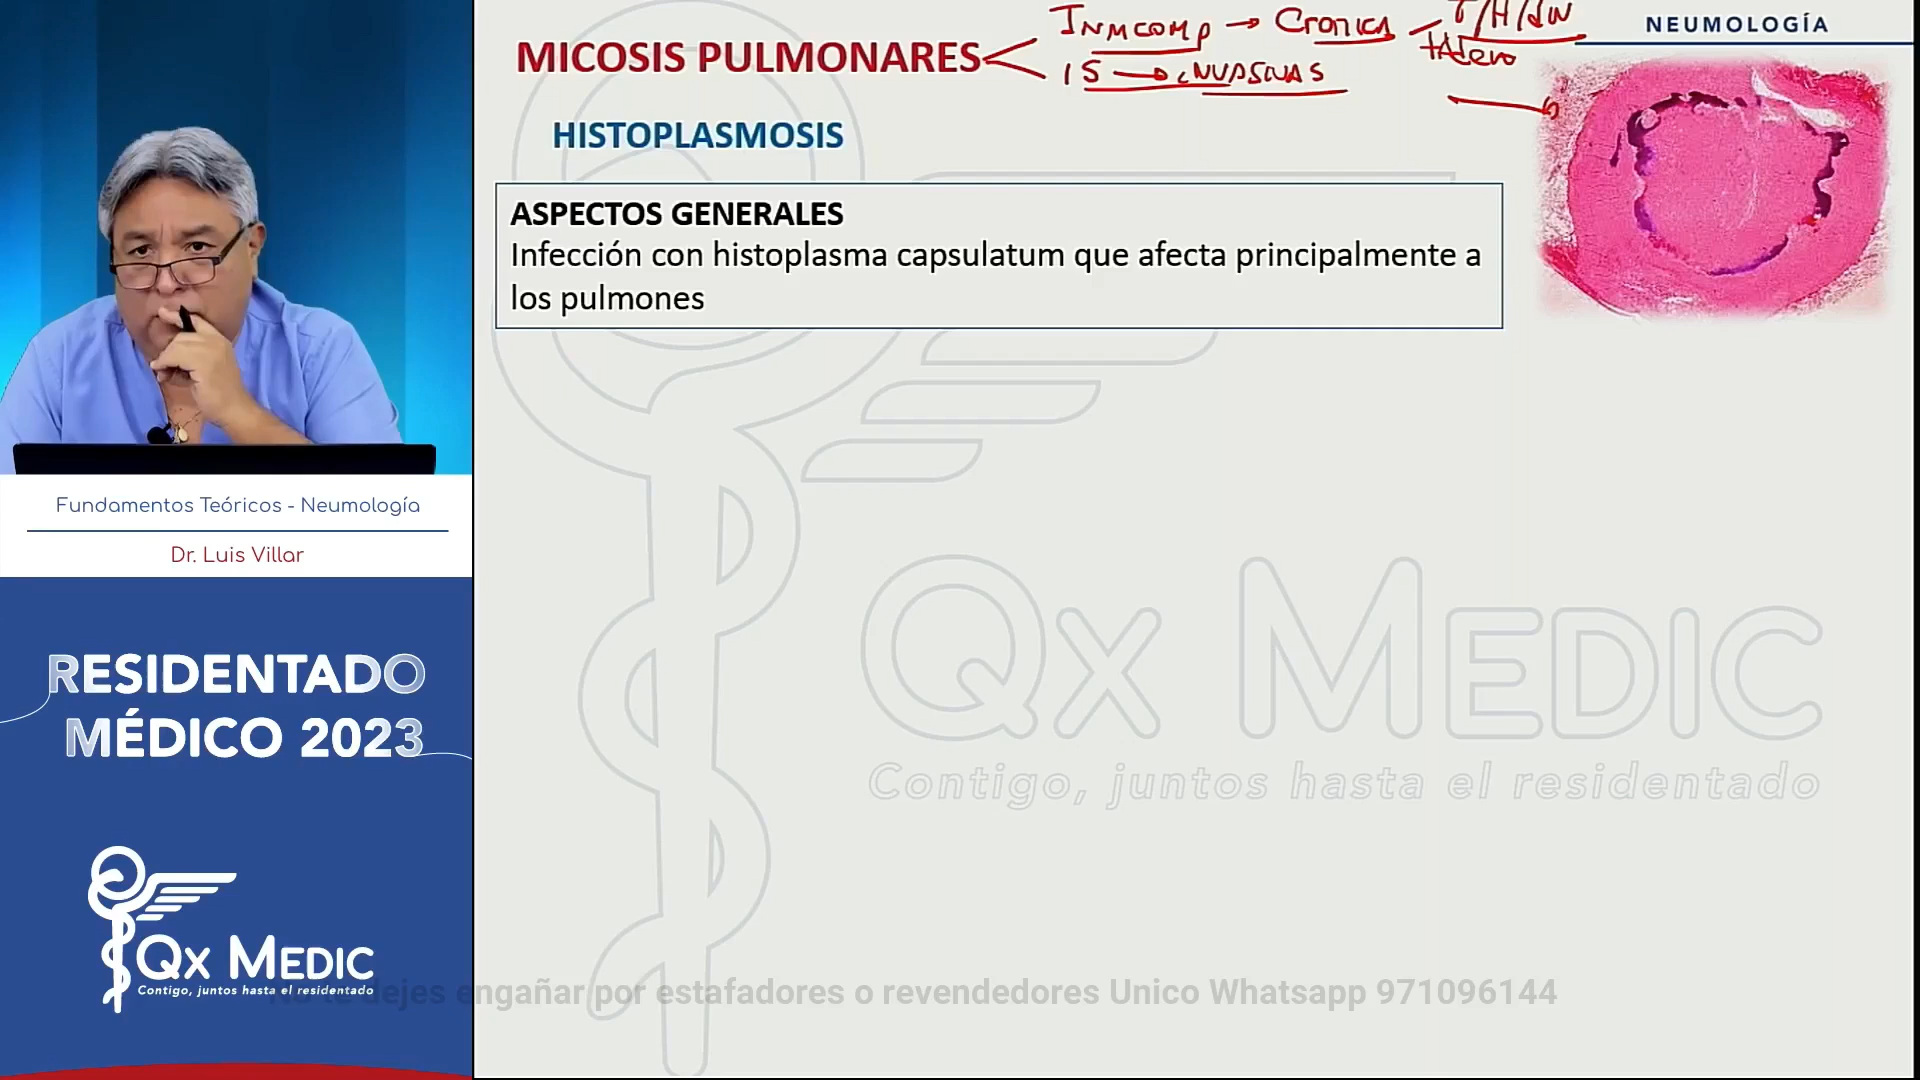 INMCOMP → CRONICA
T/H/
IS → INVASIVAS
NEUMOLOGÍA
MICOSIS PULMONARES
HISTOPLASMOSIS
ASPECTOS GENERALES
Infección con histoplasma capsulatum que afecta principalmente a
los pulmones
Fundamentos Teóricos - Neumología
Dr. Luis Villar
RESIDENTADO
MÉDICO 2023
QX MEDIC
Contigo, juntos hasta el residentado
QX MEDIC
Contigo, juntos hasta el residentado
No te dejes engañar por estafadores o revendedores Unico Whatsapp 971096144